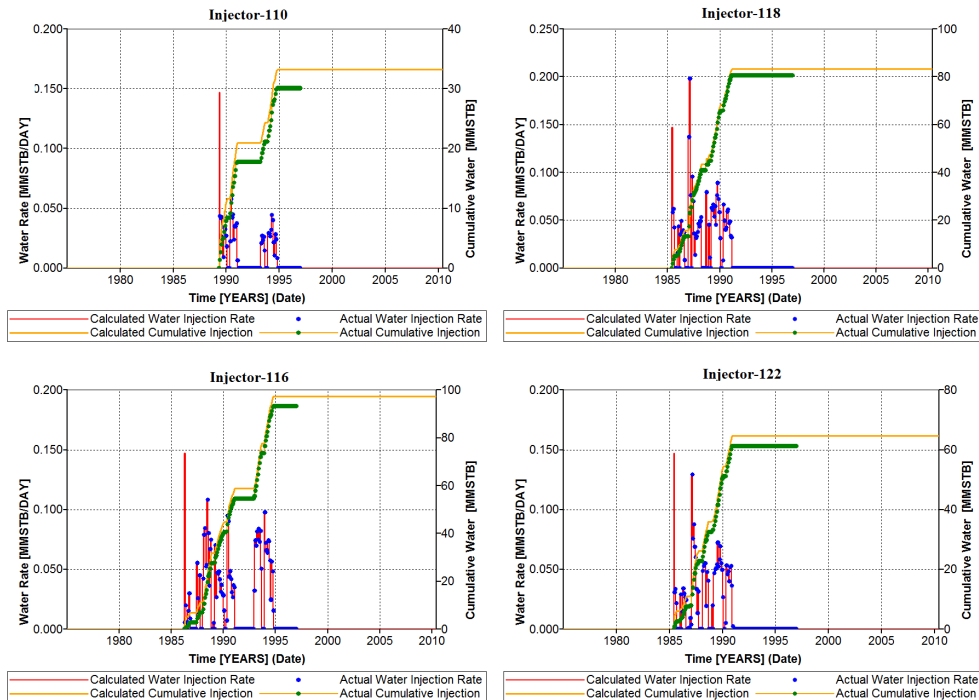 Injector-110
0.200
0.150
0.100
0.050
0.000
Water Rate [MMSTB/DAY]
40
30
20
10
0
Cumulative Water [MMSTB]
1980 1985 1990 1995 2000 2005 2010
Time [YEARS] (Date)
Calculated Water Injection Rate Actual Water Injection Rate
Calculated Cumulative Injection Actual Cumulative Injection
Injector-118
0.250
0.200
0.150
0.100
0.050
0.000
Water Rate [MMSTB/DAY]
100
80
60
40
20
0
Cumulative Water [MMSTB]
1980 1985 1990 1995 2000 2005 2010
Time [YEARS] (Date)
Calculated Water Injection Rate Actual Water Injection Rate
Calculated Cumulative Injection Actual Cumulative Injection
Injector-116
0.200
0.150
0.100
0.050
0.000
Water Rate [MMSTB/DAY]
100
80
60
40
20
0
Cumulative Water [MMSTB]
1980 1985 1990 1995 2000 2005 2010
Time [YEARS] (Date)
Calculated Water Injection Rate Actual Water Injection Rate
Calculated Cumulative Injection Actual Cumulative Injection
Injector-122
0.200
0.150
0.100
0.050
0.000
Water Rate [MMSTB/DAY]
80
60
40
20
0
Cumulative Water [MMSTB]
1980 1985 1990 1995 2000 2005 2010
Time [YEARS] (Date)
Calculated Water Injection Rate Actual Water Injection Rate
Calculated Cumulative Injection Actual Cumulative Injection